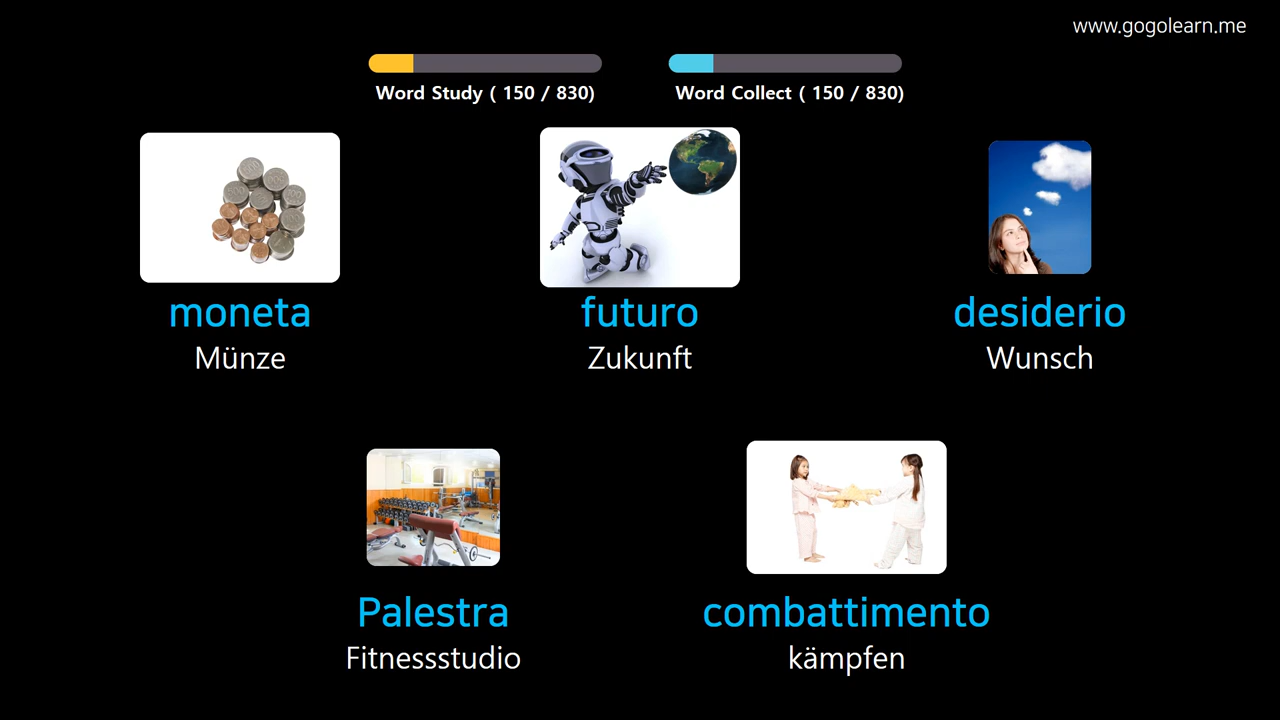 www.gogolearn.me
Word Study ( 150 / 830)
Word Collect ( 150 / 830)
moneta
Münze
futuro
Zukunft
desiderio
Wunsch
Palestra
Fitnessstudio
combattimento
kämpfen